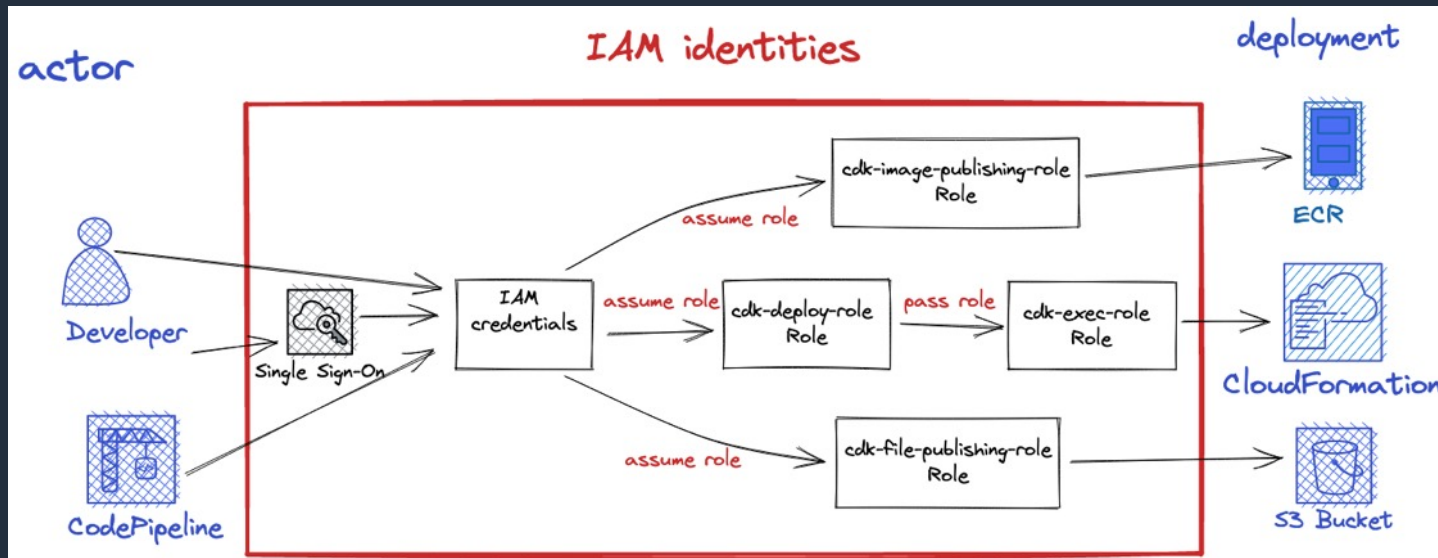 actor
IAM identities
deployment
cdk-image-publishing-role
Role
assume role
ECR
Developer
Single Sign-On
IAM
credentials
assume role
cdk-deploy-role
Role
pass role
cdk-exec-role
Role
CloudFormation
assume role
cdk-file-publishing-role
Role
CodePipeline
S3 Bucket